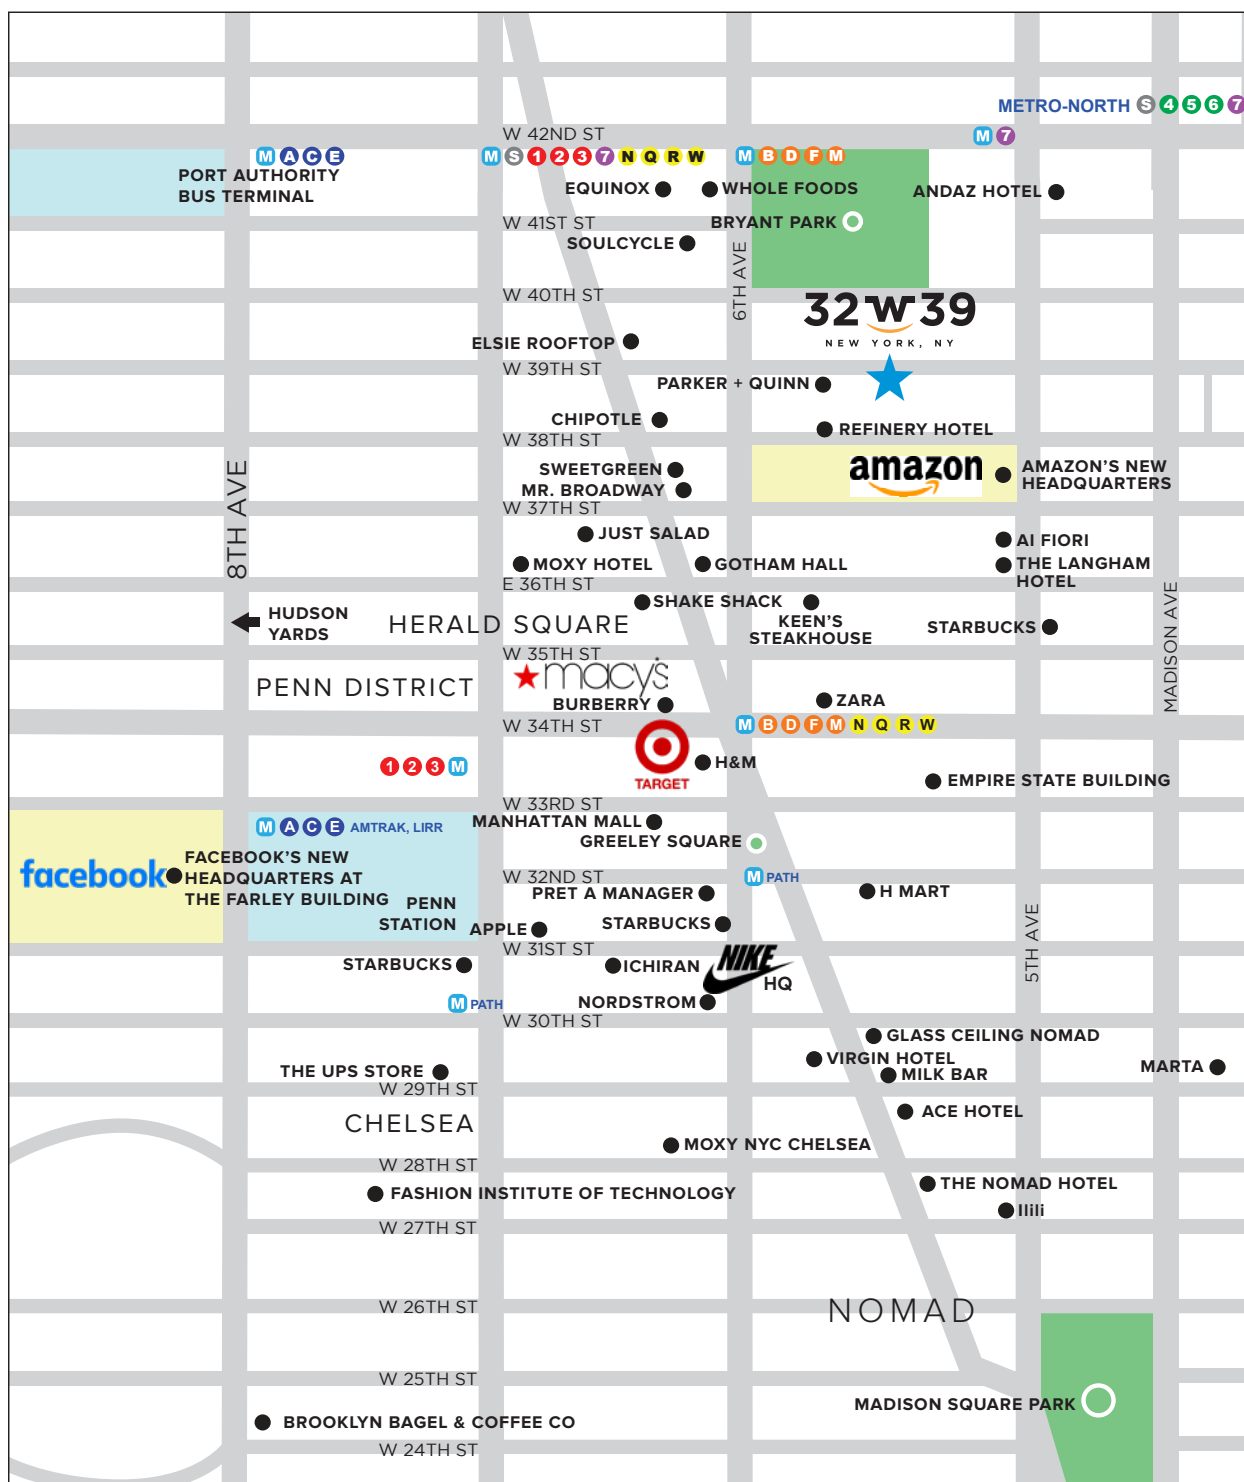 METRO-NORTH S 4 5 6 7
W 42ND ST
M 7
M A C E
M S 1 2 3 7 N Q R W
M B D F M
PORT AUTHORITY
BUS TERMINAL
EQUINOX
WHOLE FOODS
ANDAZ HOTEL
W 41ST ST
BRYANT PARK
SOULCYCLE
6TH AVE
W 40TH ST
32 W 39
NEW YORK, NY
ELSIE ROOFTOP
W 39TH ST
PARKER + QUINN
CHIPOTLE
REFINERY HOTEL
W 38TH ST
8TH AVE
SWEETGREEN
MR. BROADWAY
amazon
AMAZON'S NEW
HEADQUARTERS
W 37TH ST
JUST SALAD
AI FIORI
MOXY HOTEL
GOTHAM HALL
THE LANGHAM
HOTEL
E 36TH ST
SHAKE SHACK
HUDSON
YARDS
HERALD SQUARE
KEEN'S
STEAKHOUSE
STARBUCKS
MADISON AVE
W 35TH ST
PENN DISTRICT
macy's
BURBERRY
ZARA
W 34TH ST
M B D F M N Q R W
1 2 3 M
TARGET
H&M
EMPIRE STATE BUILDING
W 33RD ST
M A C E AMTRAK, LIRR
MANHATTAN MALL
GREELEY SQUARE
facebook
FACEBOOK'S NEW
HEADQUARTERS AT
THE FARLEY BUILDING
W 32ND ST
M PATH
PENN
STATION
PRET A MANAGER
H MART
APPLE
STARBUCKS
5TH AVE
W 31ST ST
STARBUCKS
ICHIRAN
NIKE
HQ
M PATH
NORDSTROM
W 30TH ST
GLASS CEILING NOMAD
VIRGIN HOTEL
MILK BAR
MARTA
THE UPS STORE
W 29TH ST
CHELSEA
ACE HOTEL
MOXY NYC CHELSEA
W 28TH ST
FASHION INSTITUTE OF TECHNOLOGY
THE NOMAD HOTEL
Ilili
W 27TH ST
W 26TH ST
NOMAD
W 25TH ST
MADISON SQUARE PARK
BROOKLYN BAGEL & COFFEE CO
W 24TH ST